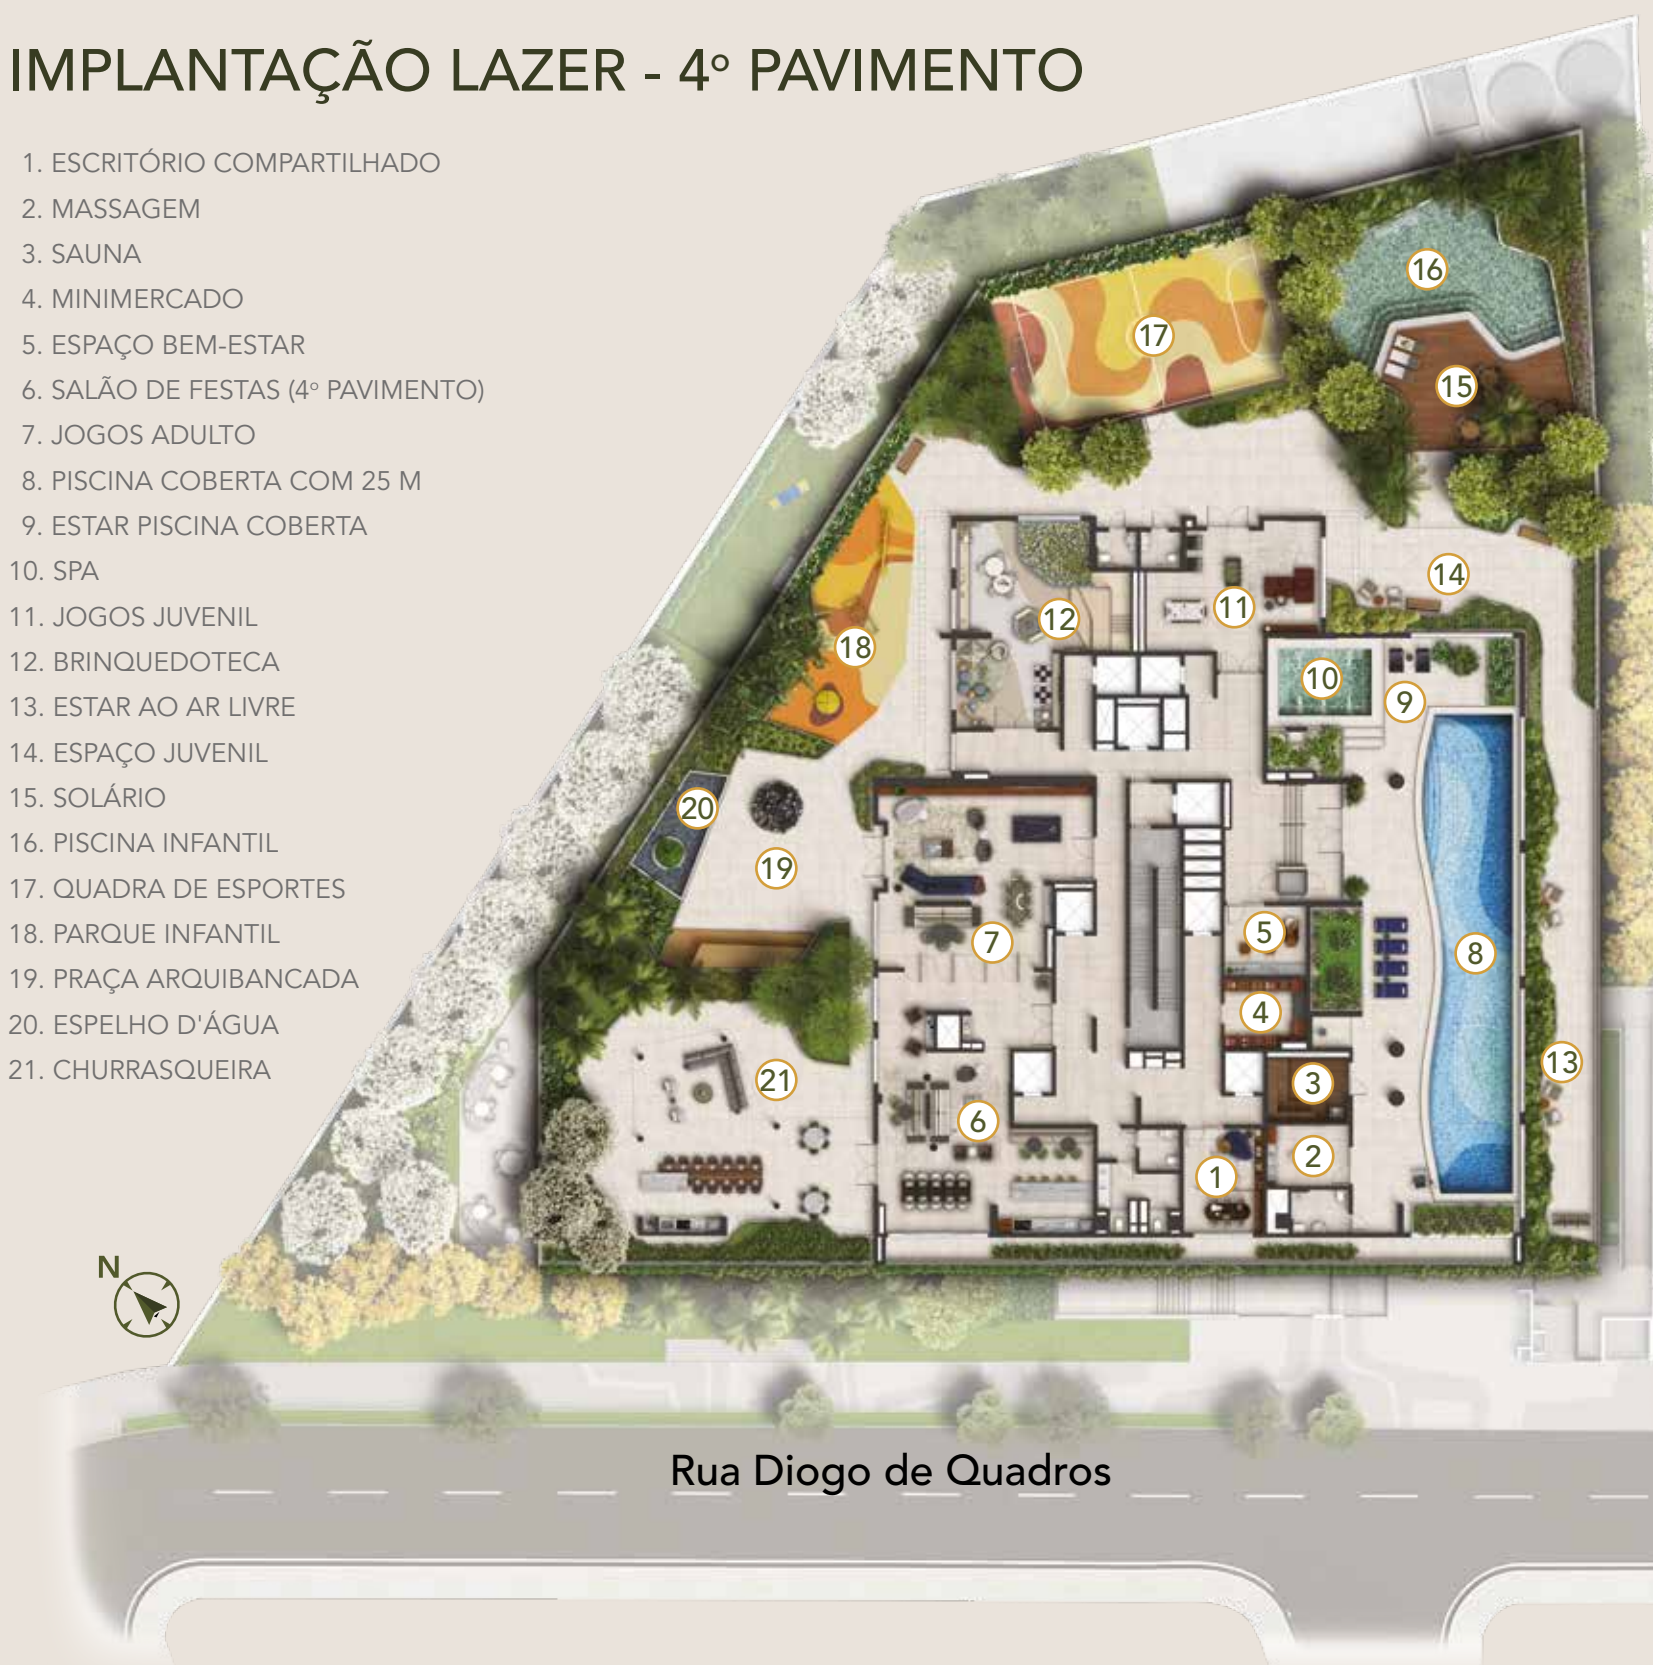 IMPLANTAÇÃO LAZER - 4º PAVIMENTO
1. ESCRITÓRIO COMPARTILHADO
2. MASSAGEM
3. SAUNA
4. MINIMERCADO
5. ESPAÇO BEM-ESTAR
6. SALÃO DE FESTAS (4º PAVIMENTO)
7. JOGOS ADULTO
8. PISCINA COBERTA COM 25 M
9. ESTAR PISCINA COBERTA
10. SPA
11. JOGOS JUVENIL
12. BRINQUEDOTECA
13. ESTAR AO AR LIVRE
14. ESPAÇO JUVENIL
15. SOLÁRIO
16. PISCINA INFANTIL
17. QUADRA DE ESPORTES
18. PARQUE INFANTIL
19. PRAÇA ARQUIBANCADA
20. ESPELHO D'ÁGUA
21. CHURRASQUEIRA
16
17
15
14
11
12
18
10
9
20
19
5
7
8
4
13
21
3
6
2
1
N
Rua Diogo de Quadros